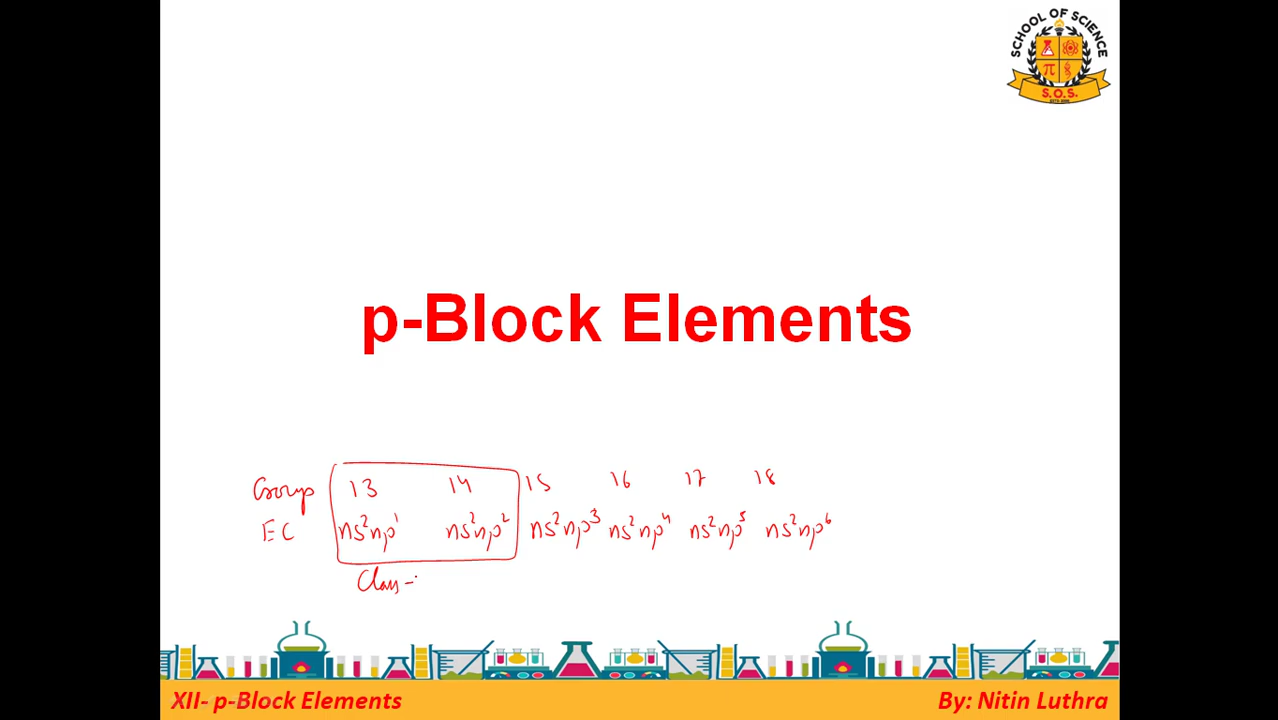 SCHOOL OF SCIENCE
π
S.O.S.
p-Block Elements
Group 13 14 15 16 17 18
EC ns²np¹ ns²np² ns²np³ ns²np⁴ ns²np⁵ ns²np⁶
Class -
XII- p-Block Elements
By: Nitin Luthra